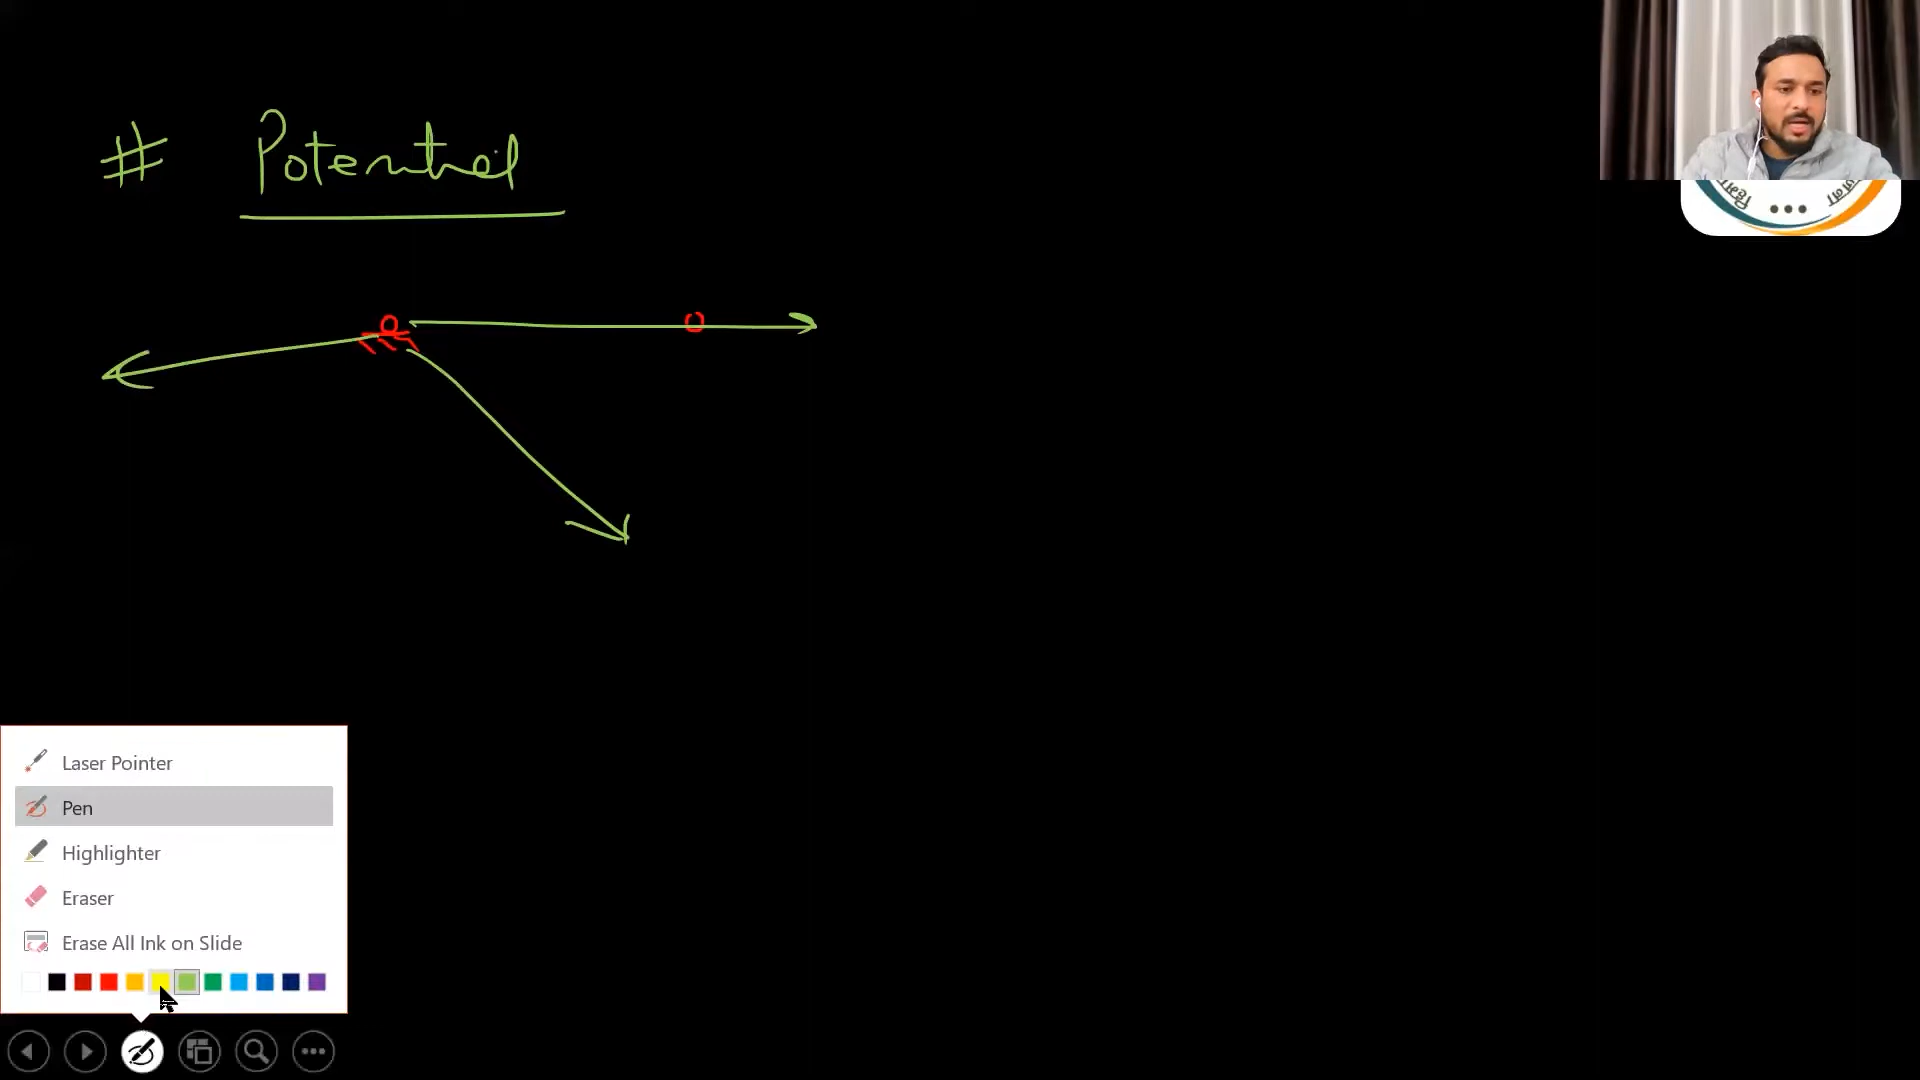 # Potential
Laser Pointer
Pen
Highlighter
Eraser
Erase All Ink on Slide